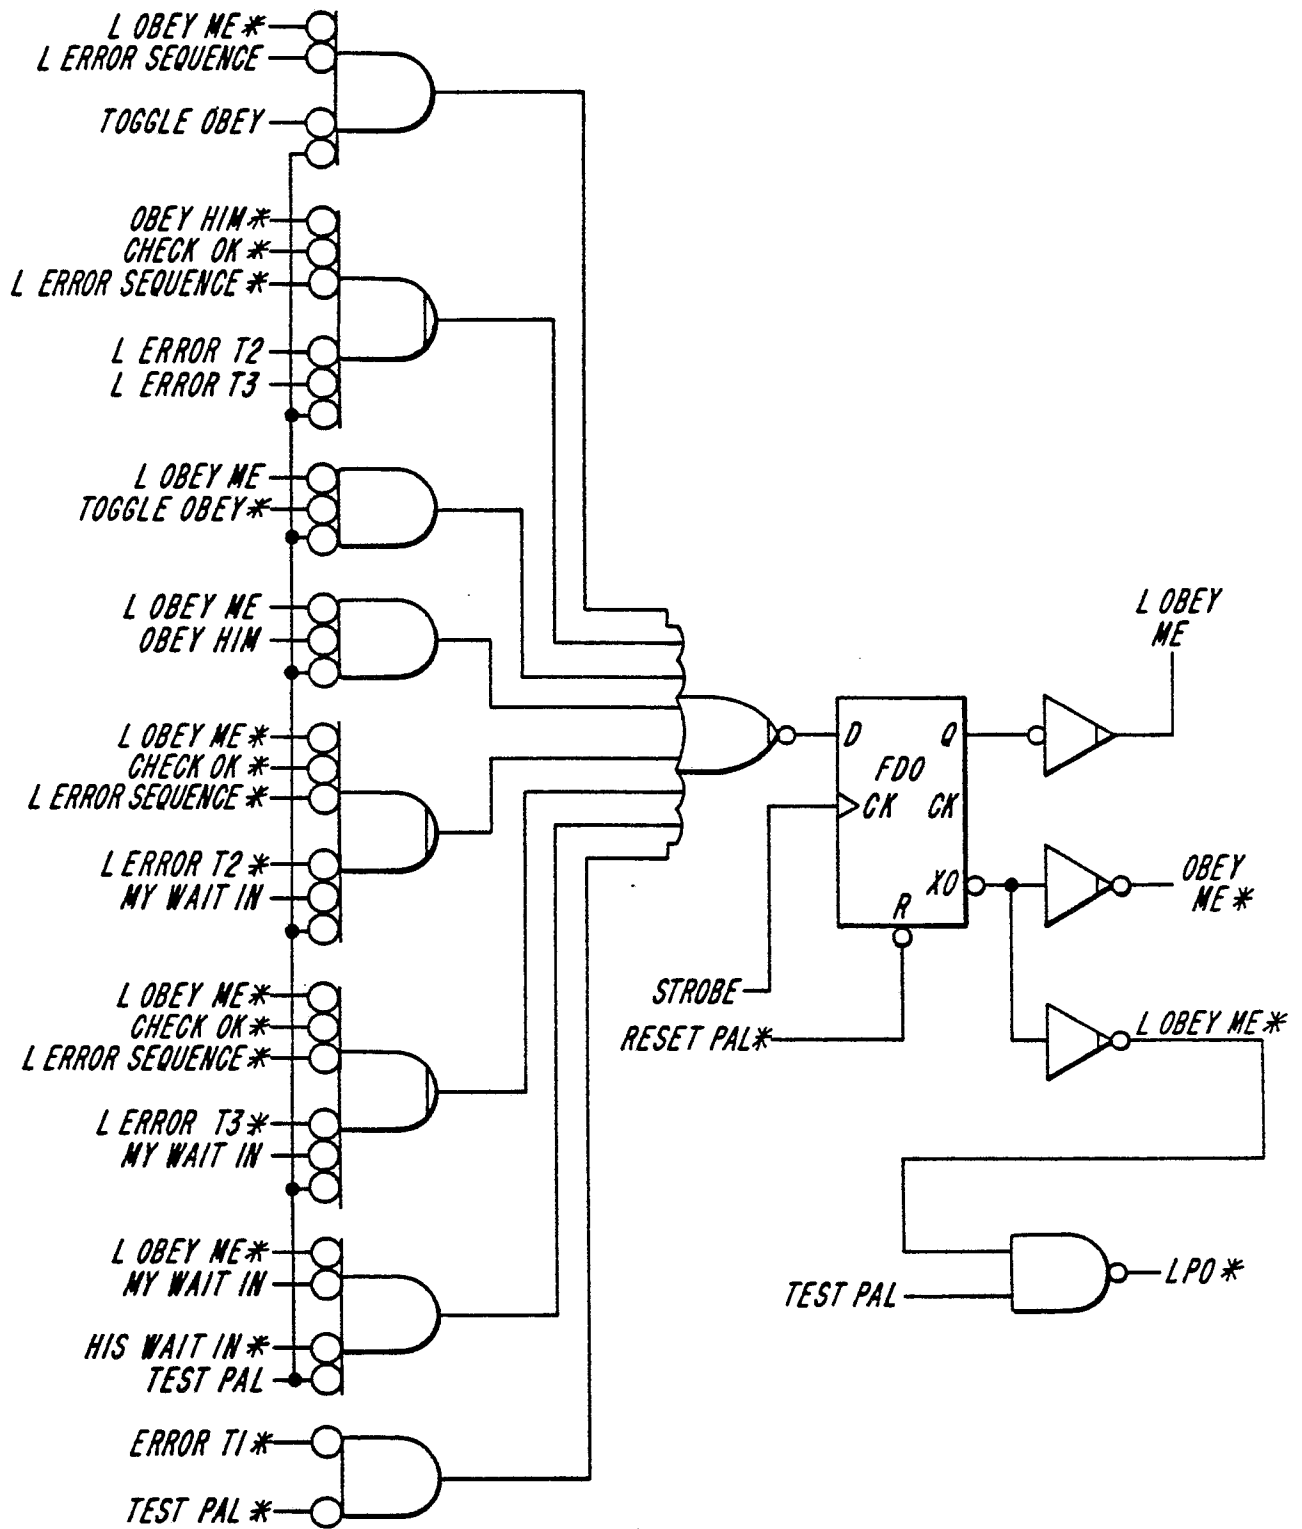 L OBEY ME*
L ERROR SEQUENCE
TOGGLE OBEY
OBEY HIM*
CHECK OK*
L ERROR SEQUENCE*
L ERROR T2
L ERROR T3
L OBEY ME
TOGGLE OBEY*
L OBEY ME
OBEY HIM
L OBEY ME*
CHECK OK*
L ERROR SEQUENCE*
L ERROR T2*
MY WAIT IN
L OBEY ME*
CHECK OK*
L ERROR SEQUENCE*
L ERROR T3*
MY WAIT IN
L OBEY ME*
MY WAIT IN
HIS WAIT IN*
TEST PAL
ERROR T1*
TEST PAL*
D
Q
FDO
CK
CK
XO
R
STROBE
RESET PAL*
L OBEY
ME
OBEY
ME*
L OBEY ME*
TEST PAL
LPO*